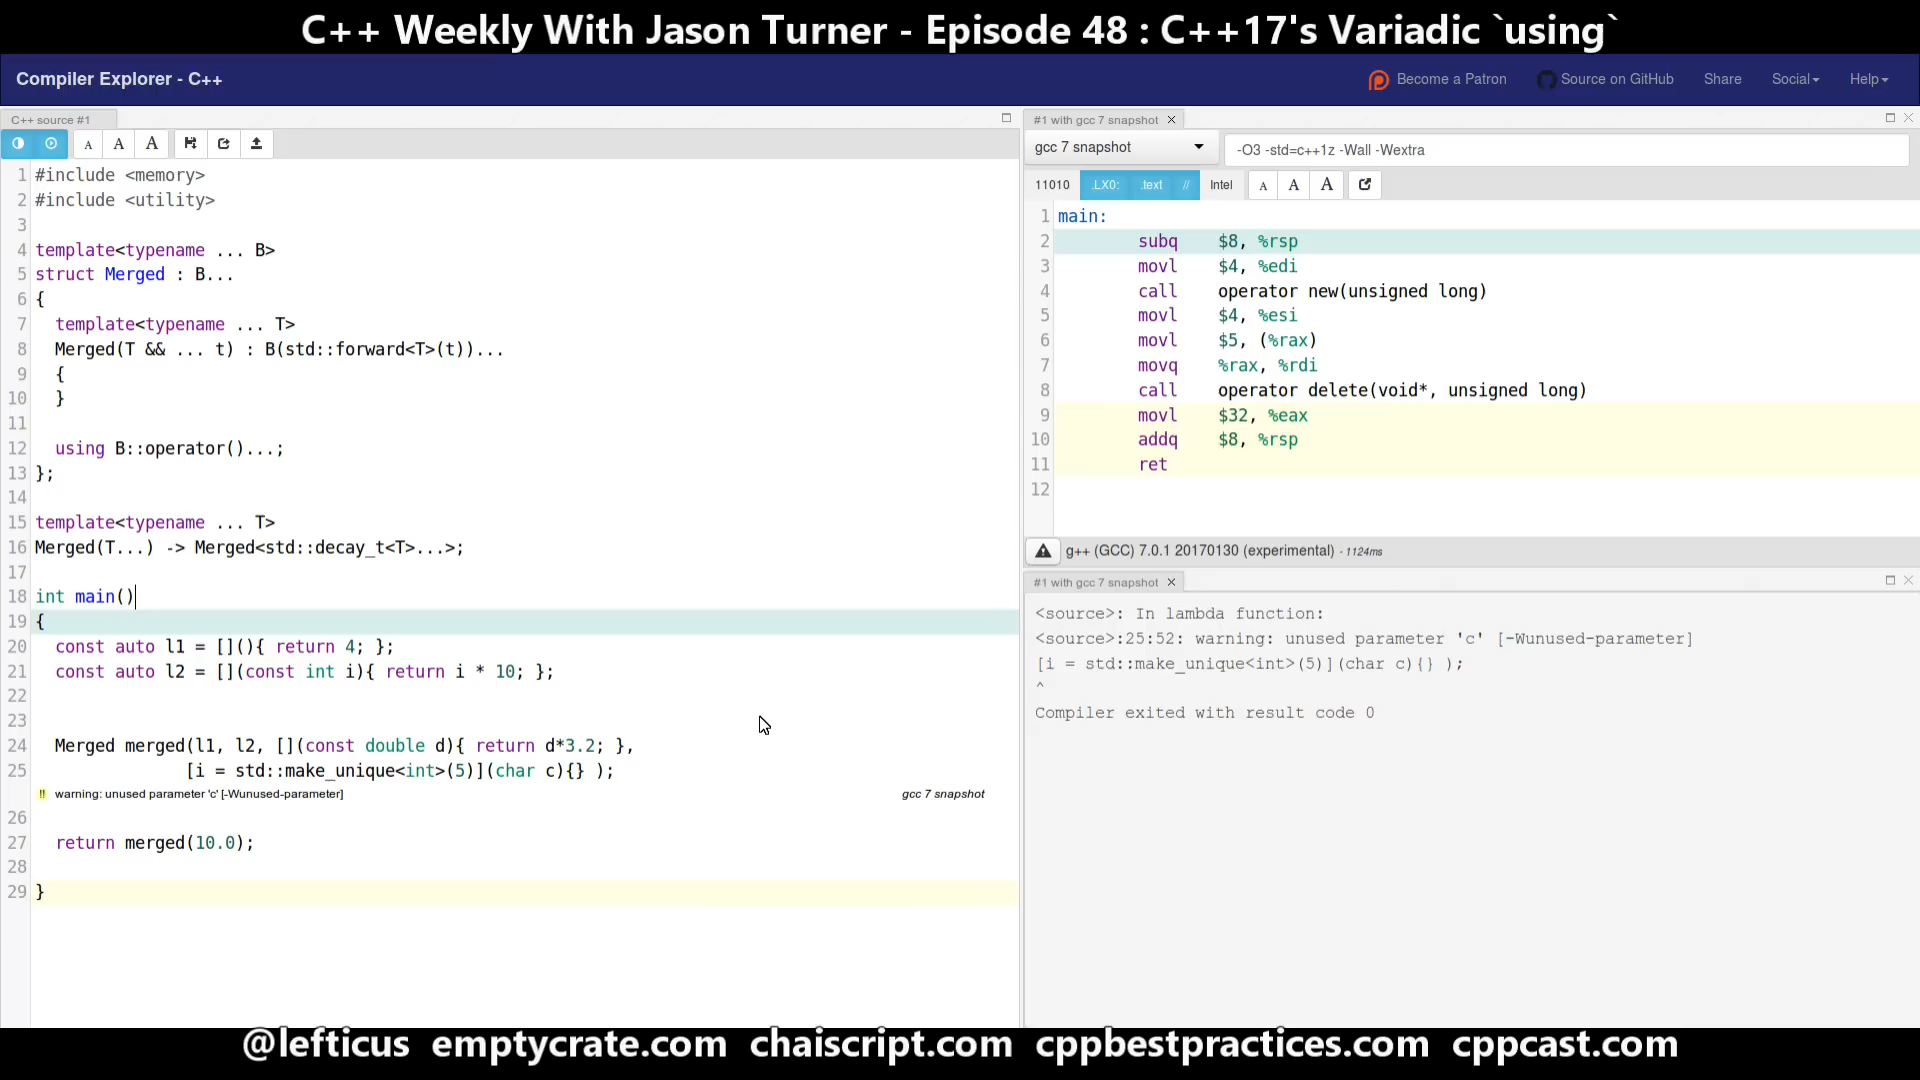 C++ Weekly With Jason Turner - Episode 48 : C++17's Variadic `using`
Compiler Explorer - C++
Become a Patron
Source on GitHub
Share
Social
Help
C++ source #1
A A A
1 #include <memory>
2 #include <utility>
3
4 template<typename ... B>
5 struct Merged : B...
6 {
7   template<typename ... T>
8   Merged(T && ... t) : B(std::forward<T>(t))...
9   {
10   }
11
12   using B::operator()...;
13 };
14
15 template<typename ... T>
16 Merged(T...) -> Merged<std::decay_t<T>...>;
17
18 int main()
19 {
20   const auto l1 = [](){ return 4; };
21   const auto l2 = [](const int i){ return i * 10; };
22
23
24   Merged merged(l1, l2, [](const double d){ return d*3.2; },
25                [i = std::make_unique<int>(5)](char c){} );
!! warning: unused parameter 'c' [-Wunused-parameter] gcc 7 snapshot
26
27   return merged(10.0);
28
29 }
#1 with gcc 7 snapshot ×
gcc 7 snapshot
-O3 -std=c++1z -Wall -Wextra
11010 .LX0: .text // Intel A A A
1 main:
2         subq    $8, %rsp
3         movl    $4, %edi
4         call    operator new(unsigned long)
5         movl    $4, %esi
6         movl    $5, (%rax)
7         movq    %rax, %rdi
8         call    operator delete(void*, unsigned long)
9         movl    $32, %eax
10         addq    $8, %rsp
11         ret
12
g++ (GCC) 7.0.1 20170130 (experimental) - 1124ms
#1 with gcc 7 snapshot ×
<source>: In lambda function:
<source>:25:52: warning: unused parameter 'c' [-Wunused-parameter]
[i = std::make_unique<int>(5)](char c){} );
^
Compiler exited with result code 0
@lefticus emptycrate.com chaiscript.com cppbestpractices.com cppcast.com